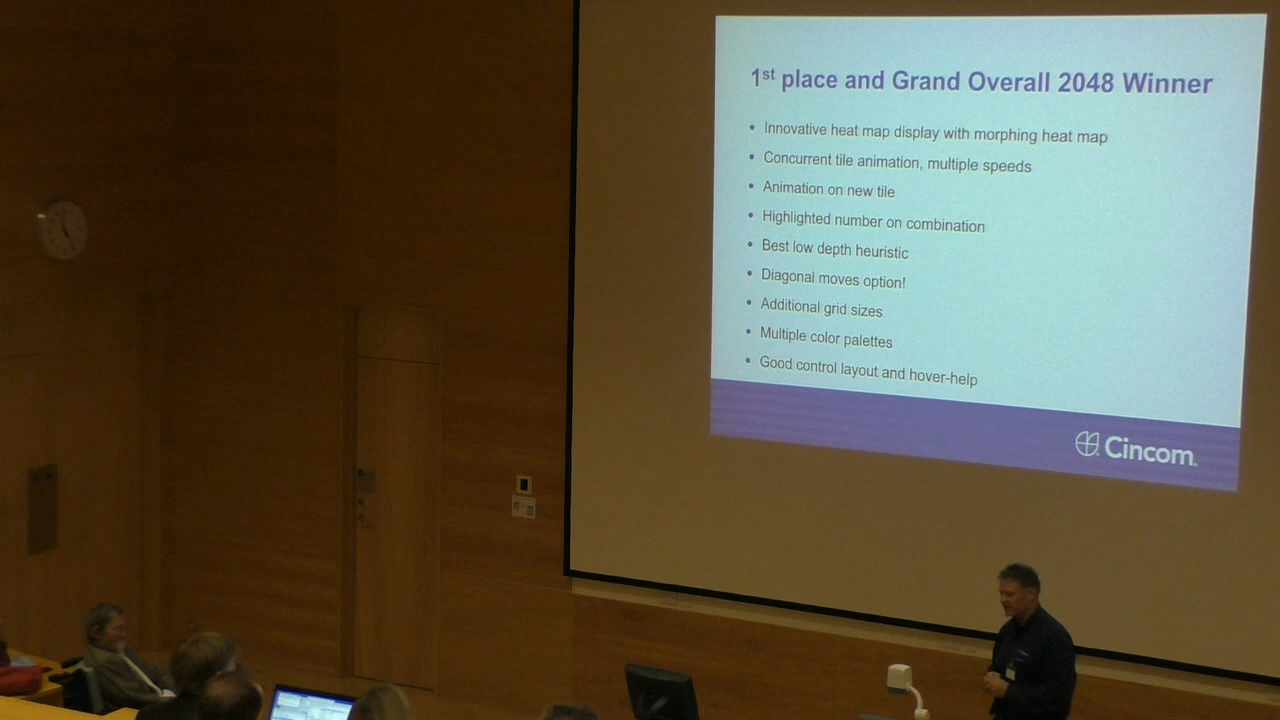 1st place and Grand Overall 2048 Winner
• Innovative heat map display with morphing heat map
• Concurrent tile animation, multiple speeds
• Animation on new tile
• Highlighted number on combination
• Best low depth heuristic
• Diagonal moves option!
• Additional grid sizes
• Multiple color palettes
• Good control layout and hover-help
Cincom.